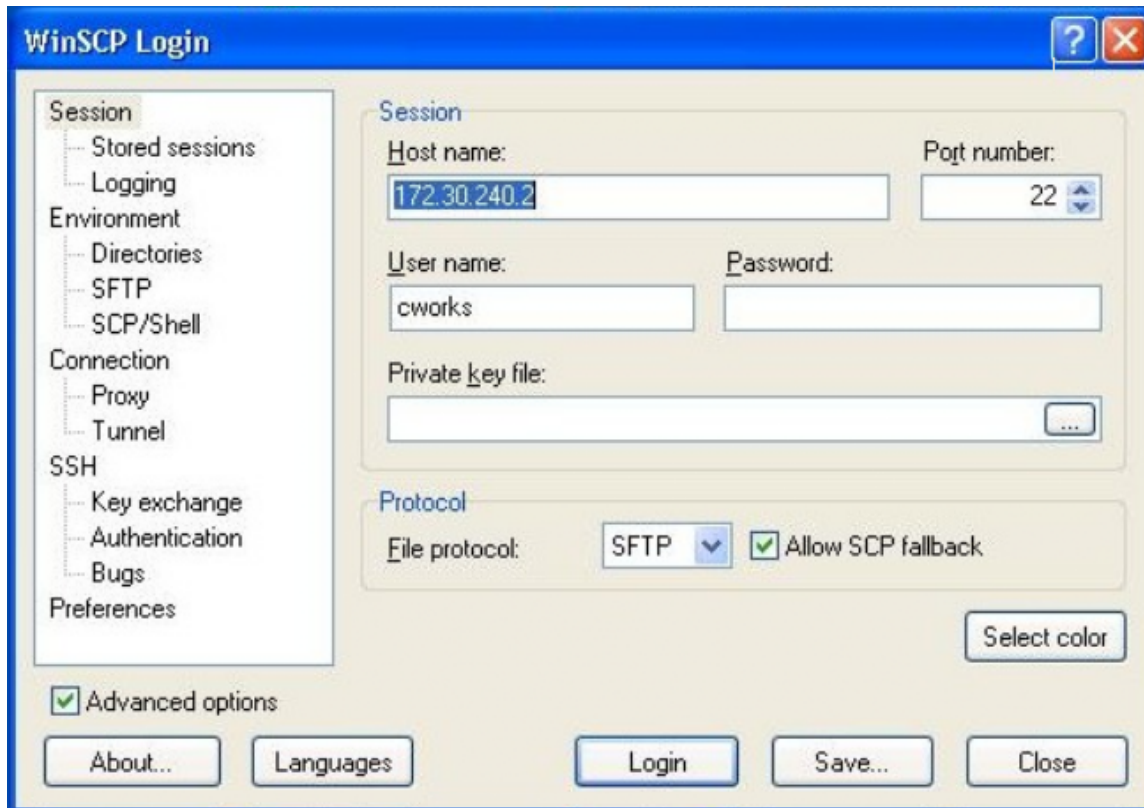 WinSCP Login
Session
Stored sessions
Logging
Environment
Directories
SFTP
SCP/Shell
Connection
Proxy
Tunnel
SSH
Key exchange
Authentication
Bugs
Preferences
Session
Host name: Port number:
172.30.240.2 22
User name: Password:
cworks
Private key file:
...
Protocol
File protocol: SFTP Allow SCP fallback
Select color
Advanced options
About... Languages Login Save... Close